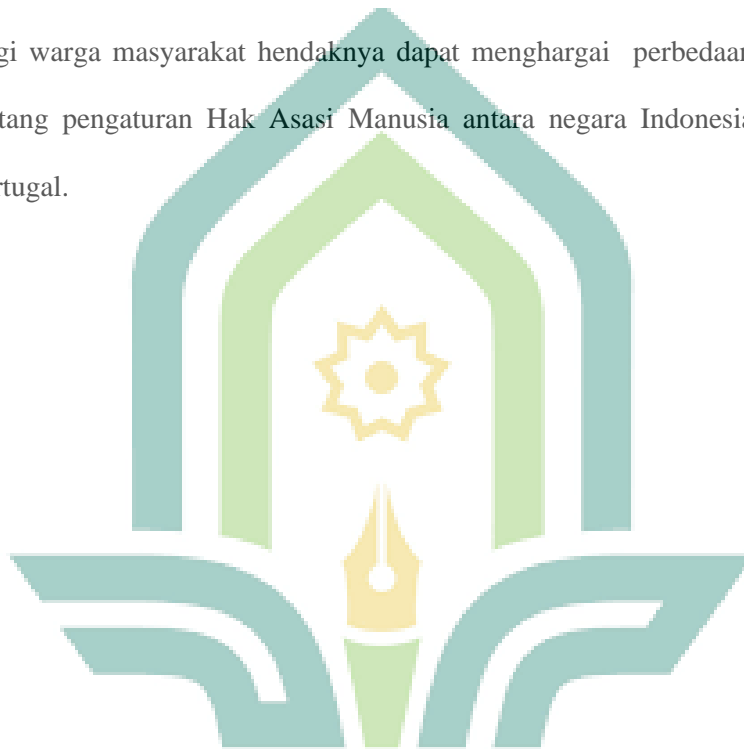 gi warga masyarakat hendaknya dapat menghargai perbedaan
tang pengaturan Hak Asasi Manusia antara negara Indonesia
rtugal.